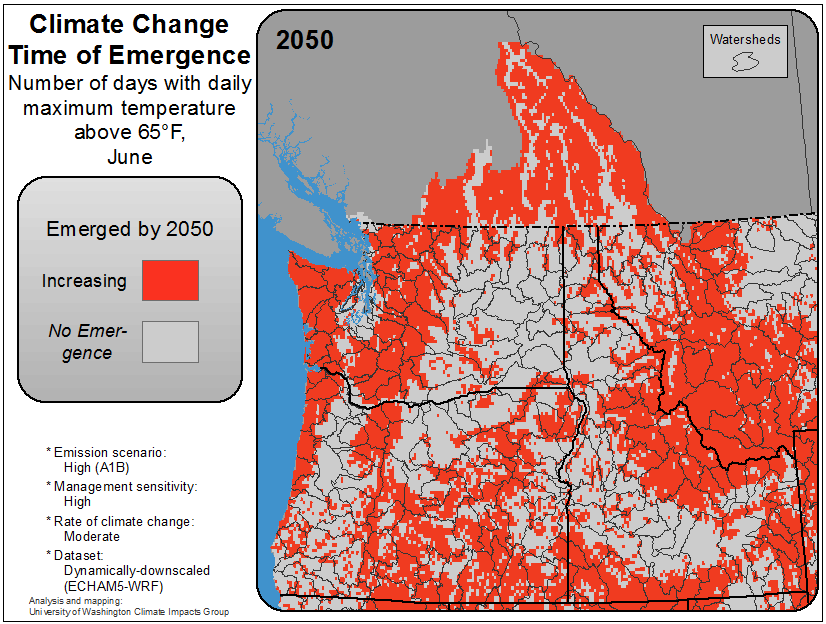 Climate Change
Time of Emergence
Number of days with daily
maximum temperature
above 65°F,
June
2050
Watersheds
Emerged by 2050
Increasing
No Emer-
gence
* Emission scenario:
High (A1B)
* Management sensitivity:
High
* Rate of climate change:
Moderate
* Dataset:
Dynamically-downscaled
(ECHAM5-WRF)
Analysis and mapping:
University of Washington Climate Impacts Group